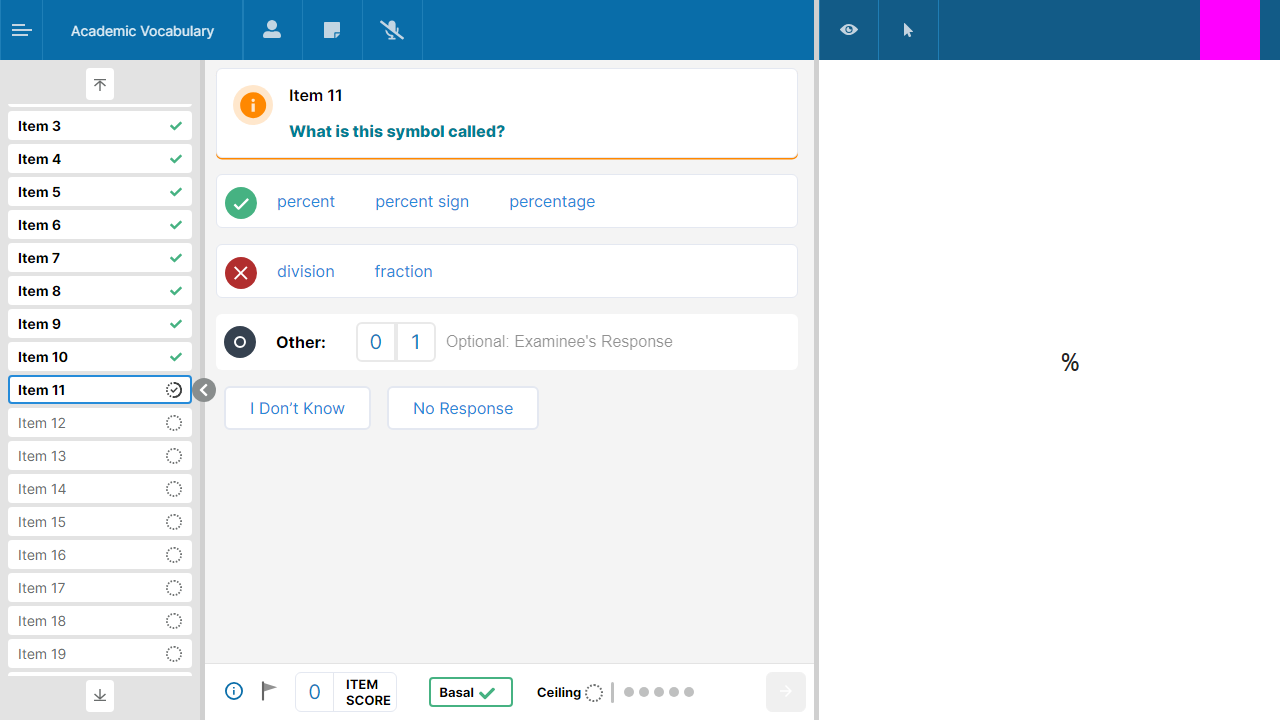 Academic Vocabulary
Item 3
Item 4
Item 5
Item 6
Item 7
Item 8
Item 9
Item 10
Item 11
Item 12
Item 13
Item 14
Item 15
Item 16
Item 17
Item 18
Item 19
Item 11
What is this symbol called?
percent percent sign percentage
division fraction
Other: 0 1 Optional: Examinee's Response
I Don’t Know No Response
0 ITEM SCORE Basal Ceiling
%